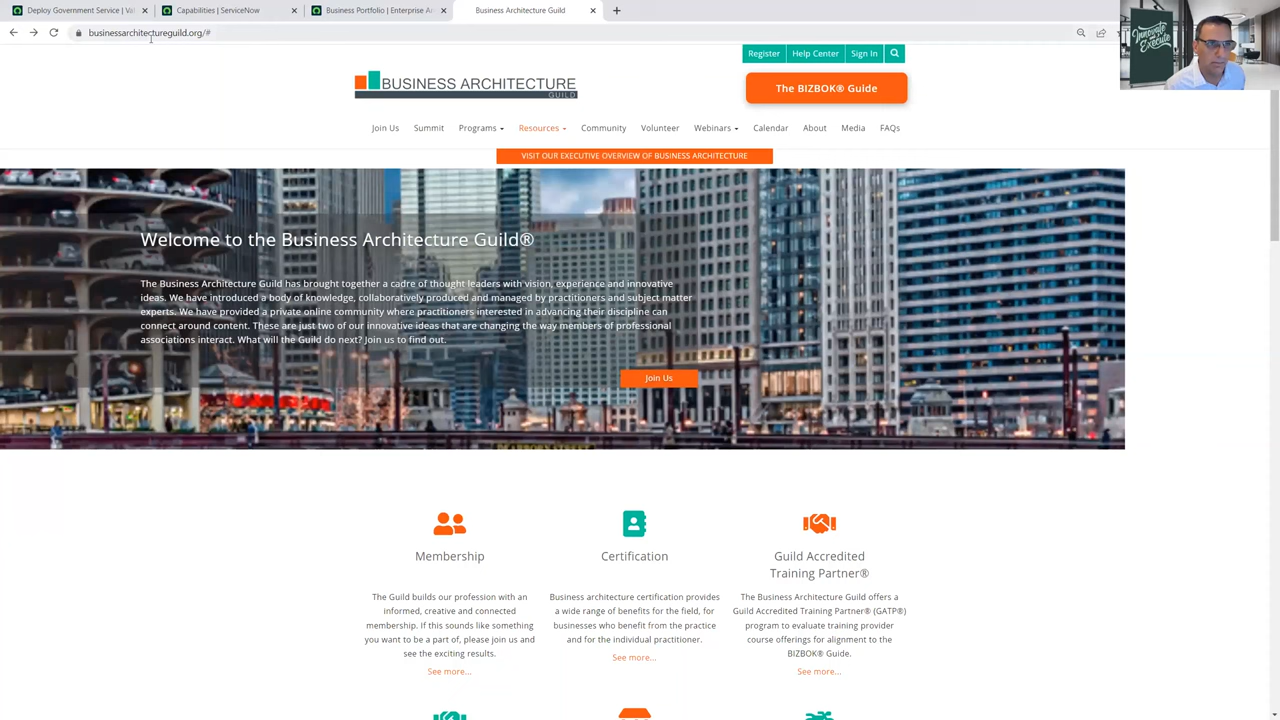 Deploy Government Service | Val
Capabilities | ServiceNow
Business Portfolio | Enterprise Ar
Business Architecture Guild
businessarchitectureguild.org/#
Innovate
and
Execute
Register
Help Center
Sign In
BUSINESS ARCHITECTURE
GUILD
The BIZBOK® Guide
Join Us
Summit
Programs
Resources
Community
Volunteer
Webinars
Calendar
About
Media
FAQs
VISIT OUR EXECUTIVE OVERVIEW OF BUSINESS ARCHITECTURE
Welcome to the Business Architecture Guild®
The Business Architecture Guild has brought together a cadre of thought leaders with vision, experience and innovative
ideas. We have introduced a body of knowledge, collaboratively produced and managed by practitioners and subject matter
experts. We have provided a private online community where practitioners interested in advancing their discipline can
connect around content. These are just two of our innovative ideas that are changing the way members of professional
associations interact. What will the Guild do next? Join us to find out.
Join Us
DEARBORN STREET
Membership
The Guild builds our profession with an
informed, creative and connected
membership. If this sounds like something
you want to be a part of, please join us and
see the exciting results.
See more...
Certification
Business architecture certification provides
a wide range of benefits for the field, for
businesses who benefit from the practice
and for the individual practitioner.
See more...
Guild Accredited
Training Partner®
The Business Architecture Guild offers a
Guild Accredited Training Partner® (GATP®)
program to evaluate training provider
course offerings for alignment to the
BIZBOK® Guide.
See more...